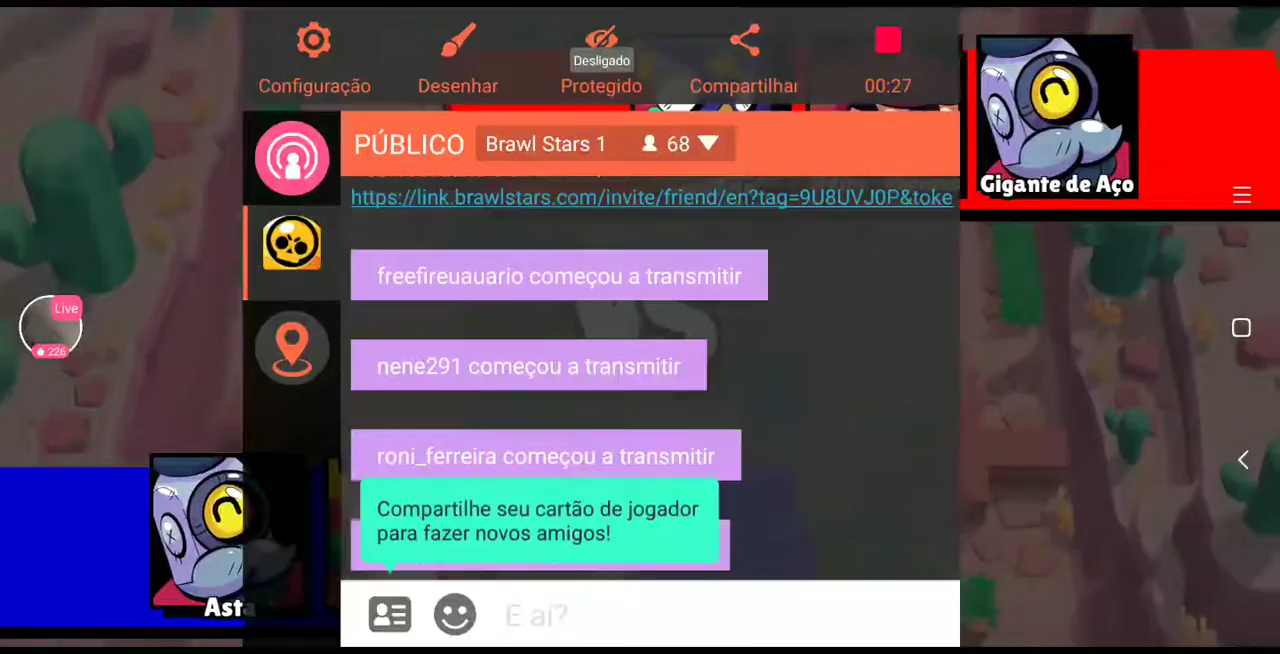 Configuração
Desenhar
Desligado
Protegido
Compartilhar
00:27
PÚBLICO
Brawl Stars 1
68
https://link.brawlstars.com/invite/friend/en?tag=9U8UVJ0P&toke
Gigante de Aço
freefireuauario começou a transmitir
Live
226
nene291 começou a transmitir
roni_ferreira começou a transmitir
Compartilhe seu cartão de jogador
para fazer novos amigos!
Asta
E aí?